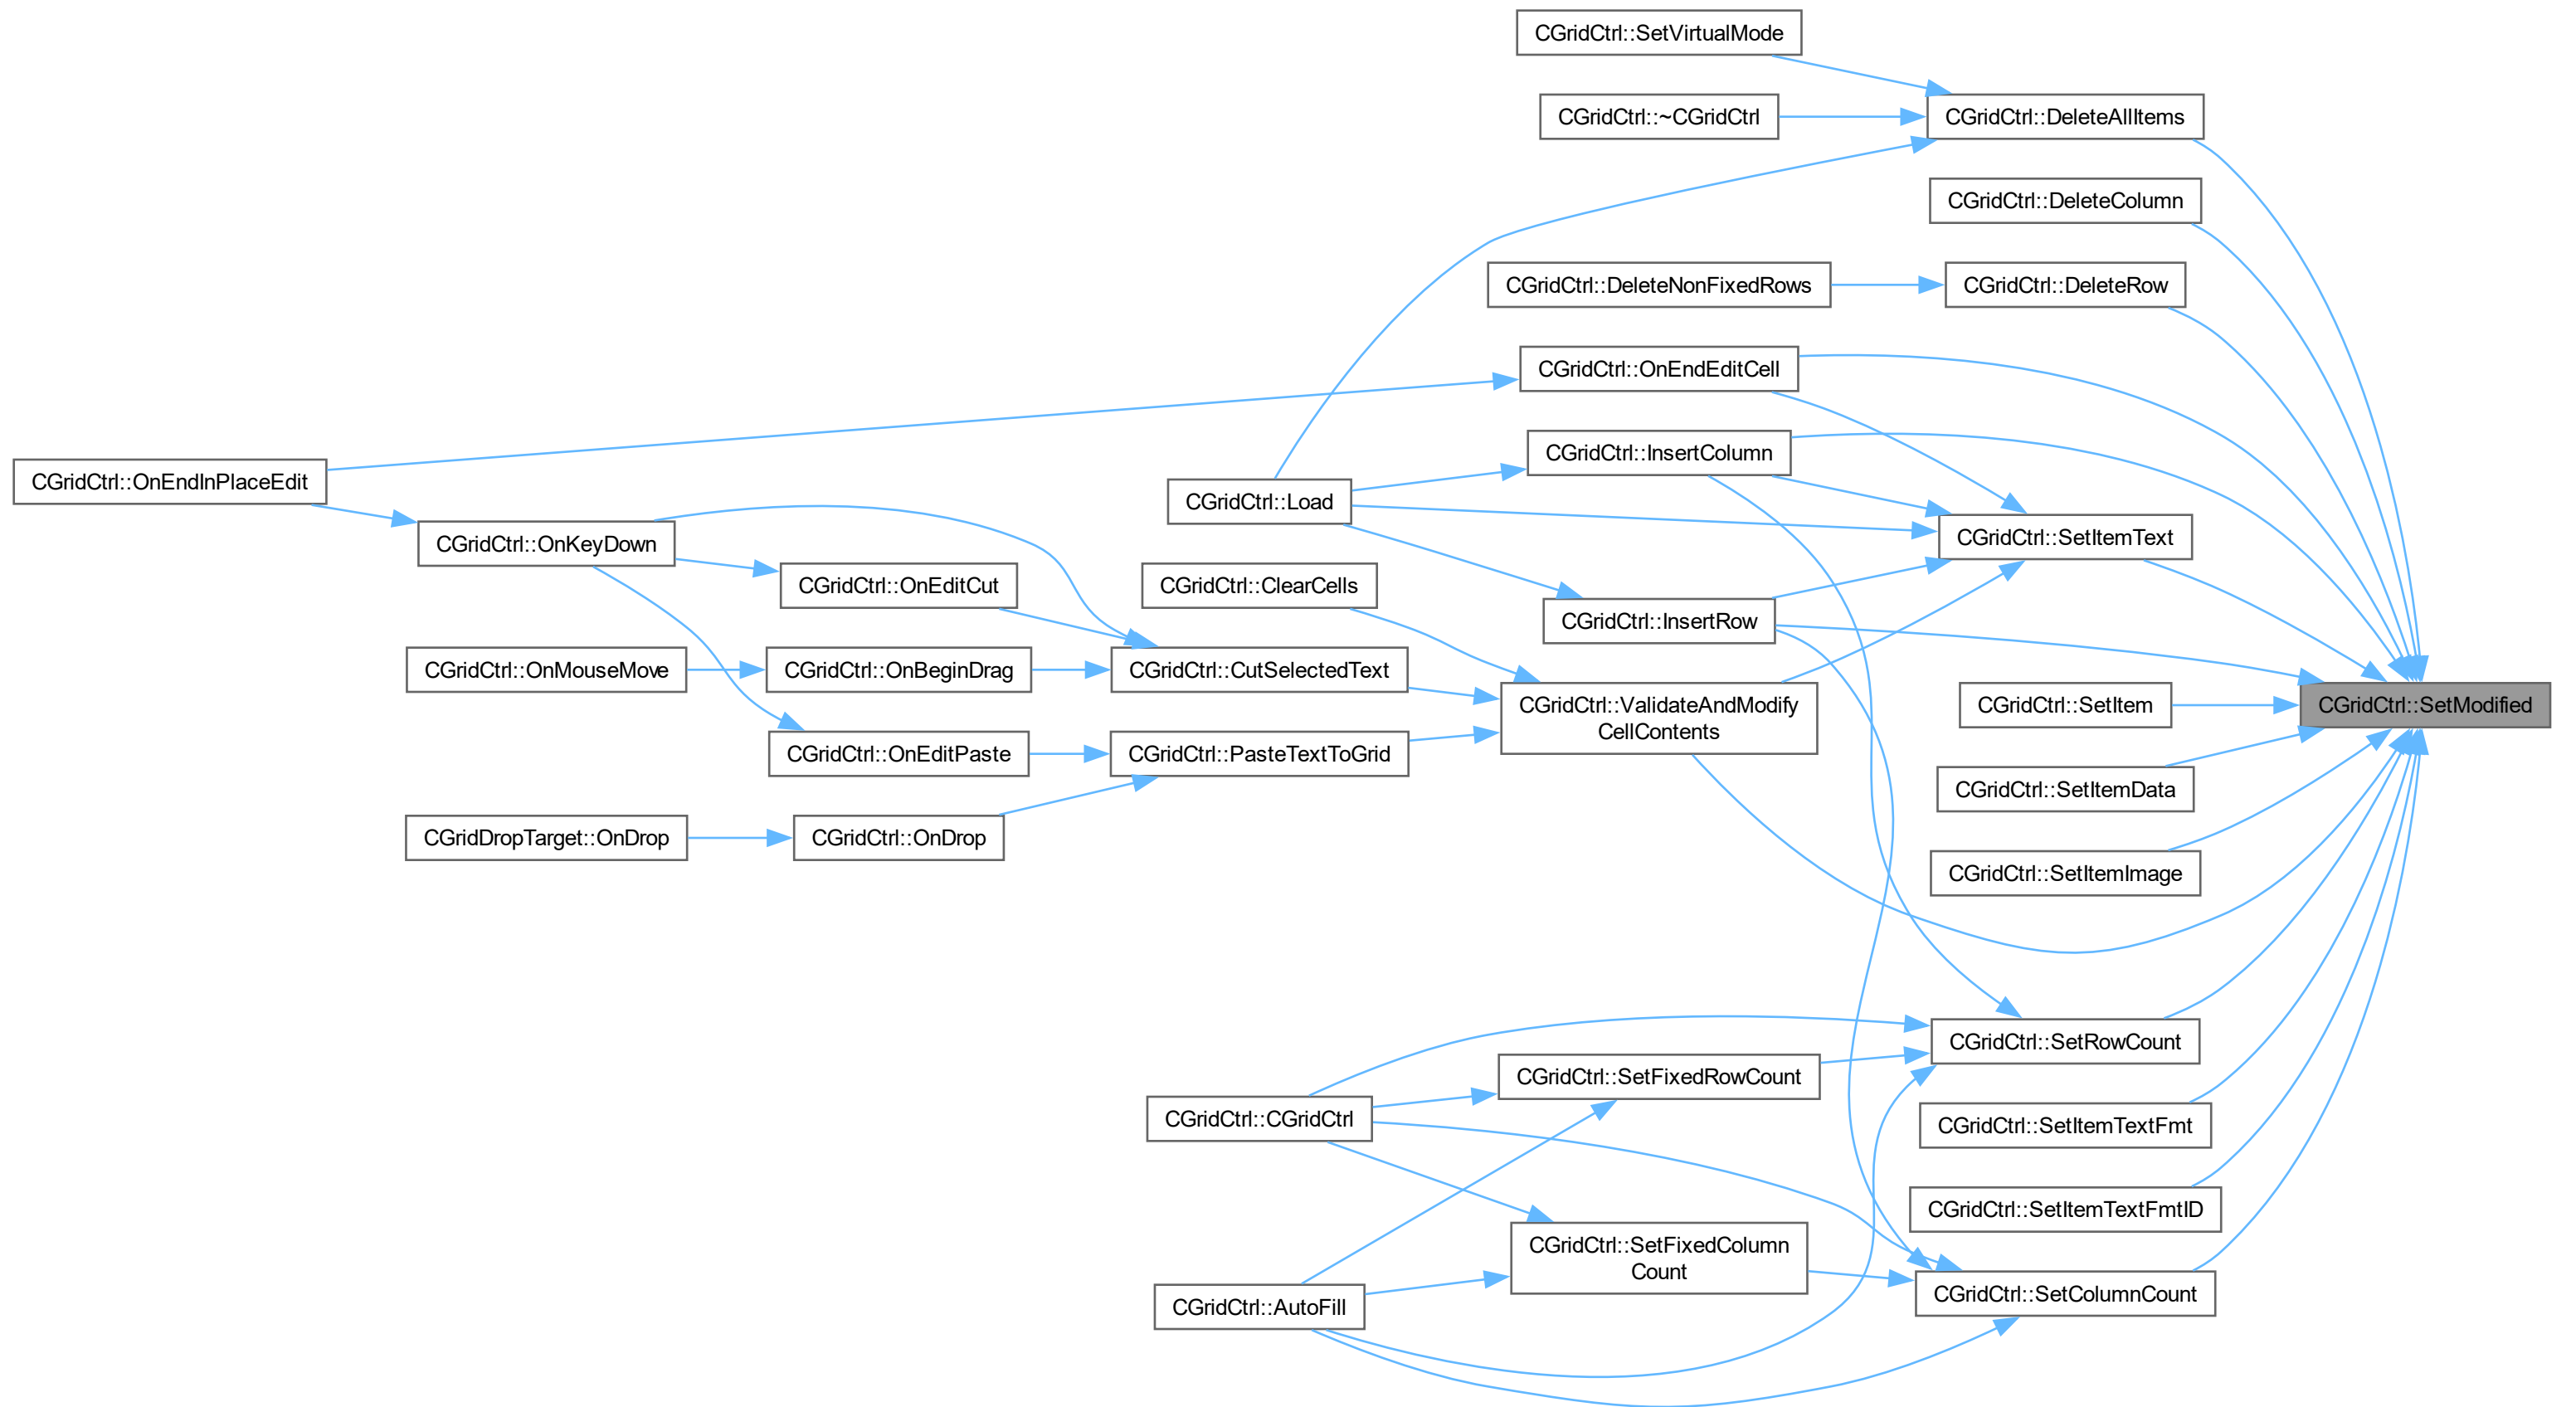 CGridCtrl::SetVirtualMode
CGridCtrl::~CGridCtrl
CGridCtrl::DeleteAllItems
CGridCtrl::DeleteColumn
CGridCtrl::DeleteNonFixedRows
CGridCtrl::DeleteRow
CGridCtrl::OnEndEditCell
CGridCtrl::InsertColumn
CGridCtrl::OnEndInPlaceEdit
CGridCtrl::Load
CGridCtrl::OnKeyDown
CGridCtrl::SetItemText
CGridCtrl::OnEditCut
CGridCtrl::ClearCells
CGridCtrl::InsertRow
CGridCtrl::OnMouseMove
CGridCtrl::OnBeginDrag
CGridCtrl::CutSelectedText
CGridCtrl::ValidateAndModify
CellContents
CGridCtrl::SetItem
CGridCtrl::SetModified
CGridCtrl::OnEditPaste
CGridCtrl::PasteTextToGrid
CGridCtrl::SetItemData
CGridDropTarget::OnDrop
CGridCtrl::OnDrop
CGridCtrl::SetItemImage
CGridCtrl::SetRowCount
CGridCtrl::SetFixedRowCount
CGridCtrl::CGridCtrl
CGridCtrl::SetItemTextFmt
CGridCtrl::SetItemTextFmtID
CGridCtrl::SetFixedColumn
Count
CGridCtrl::SetColumnCount
CGridCtrl::AutoFill